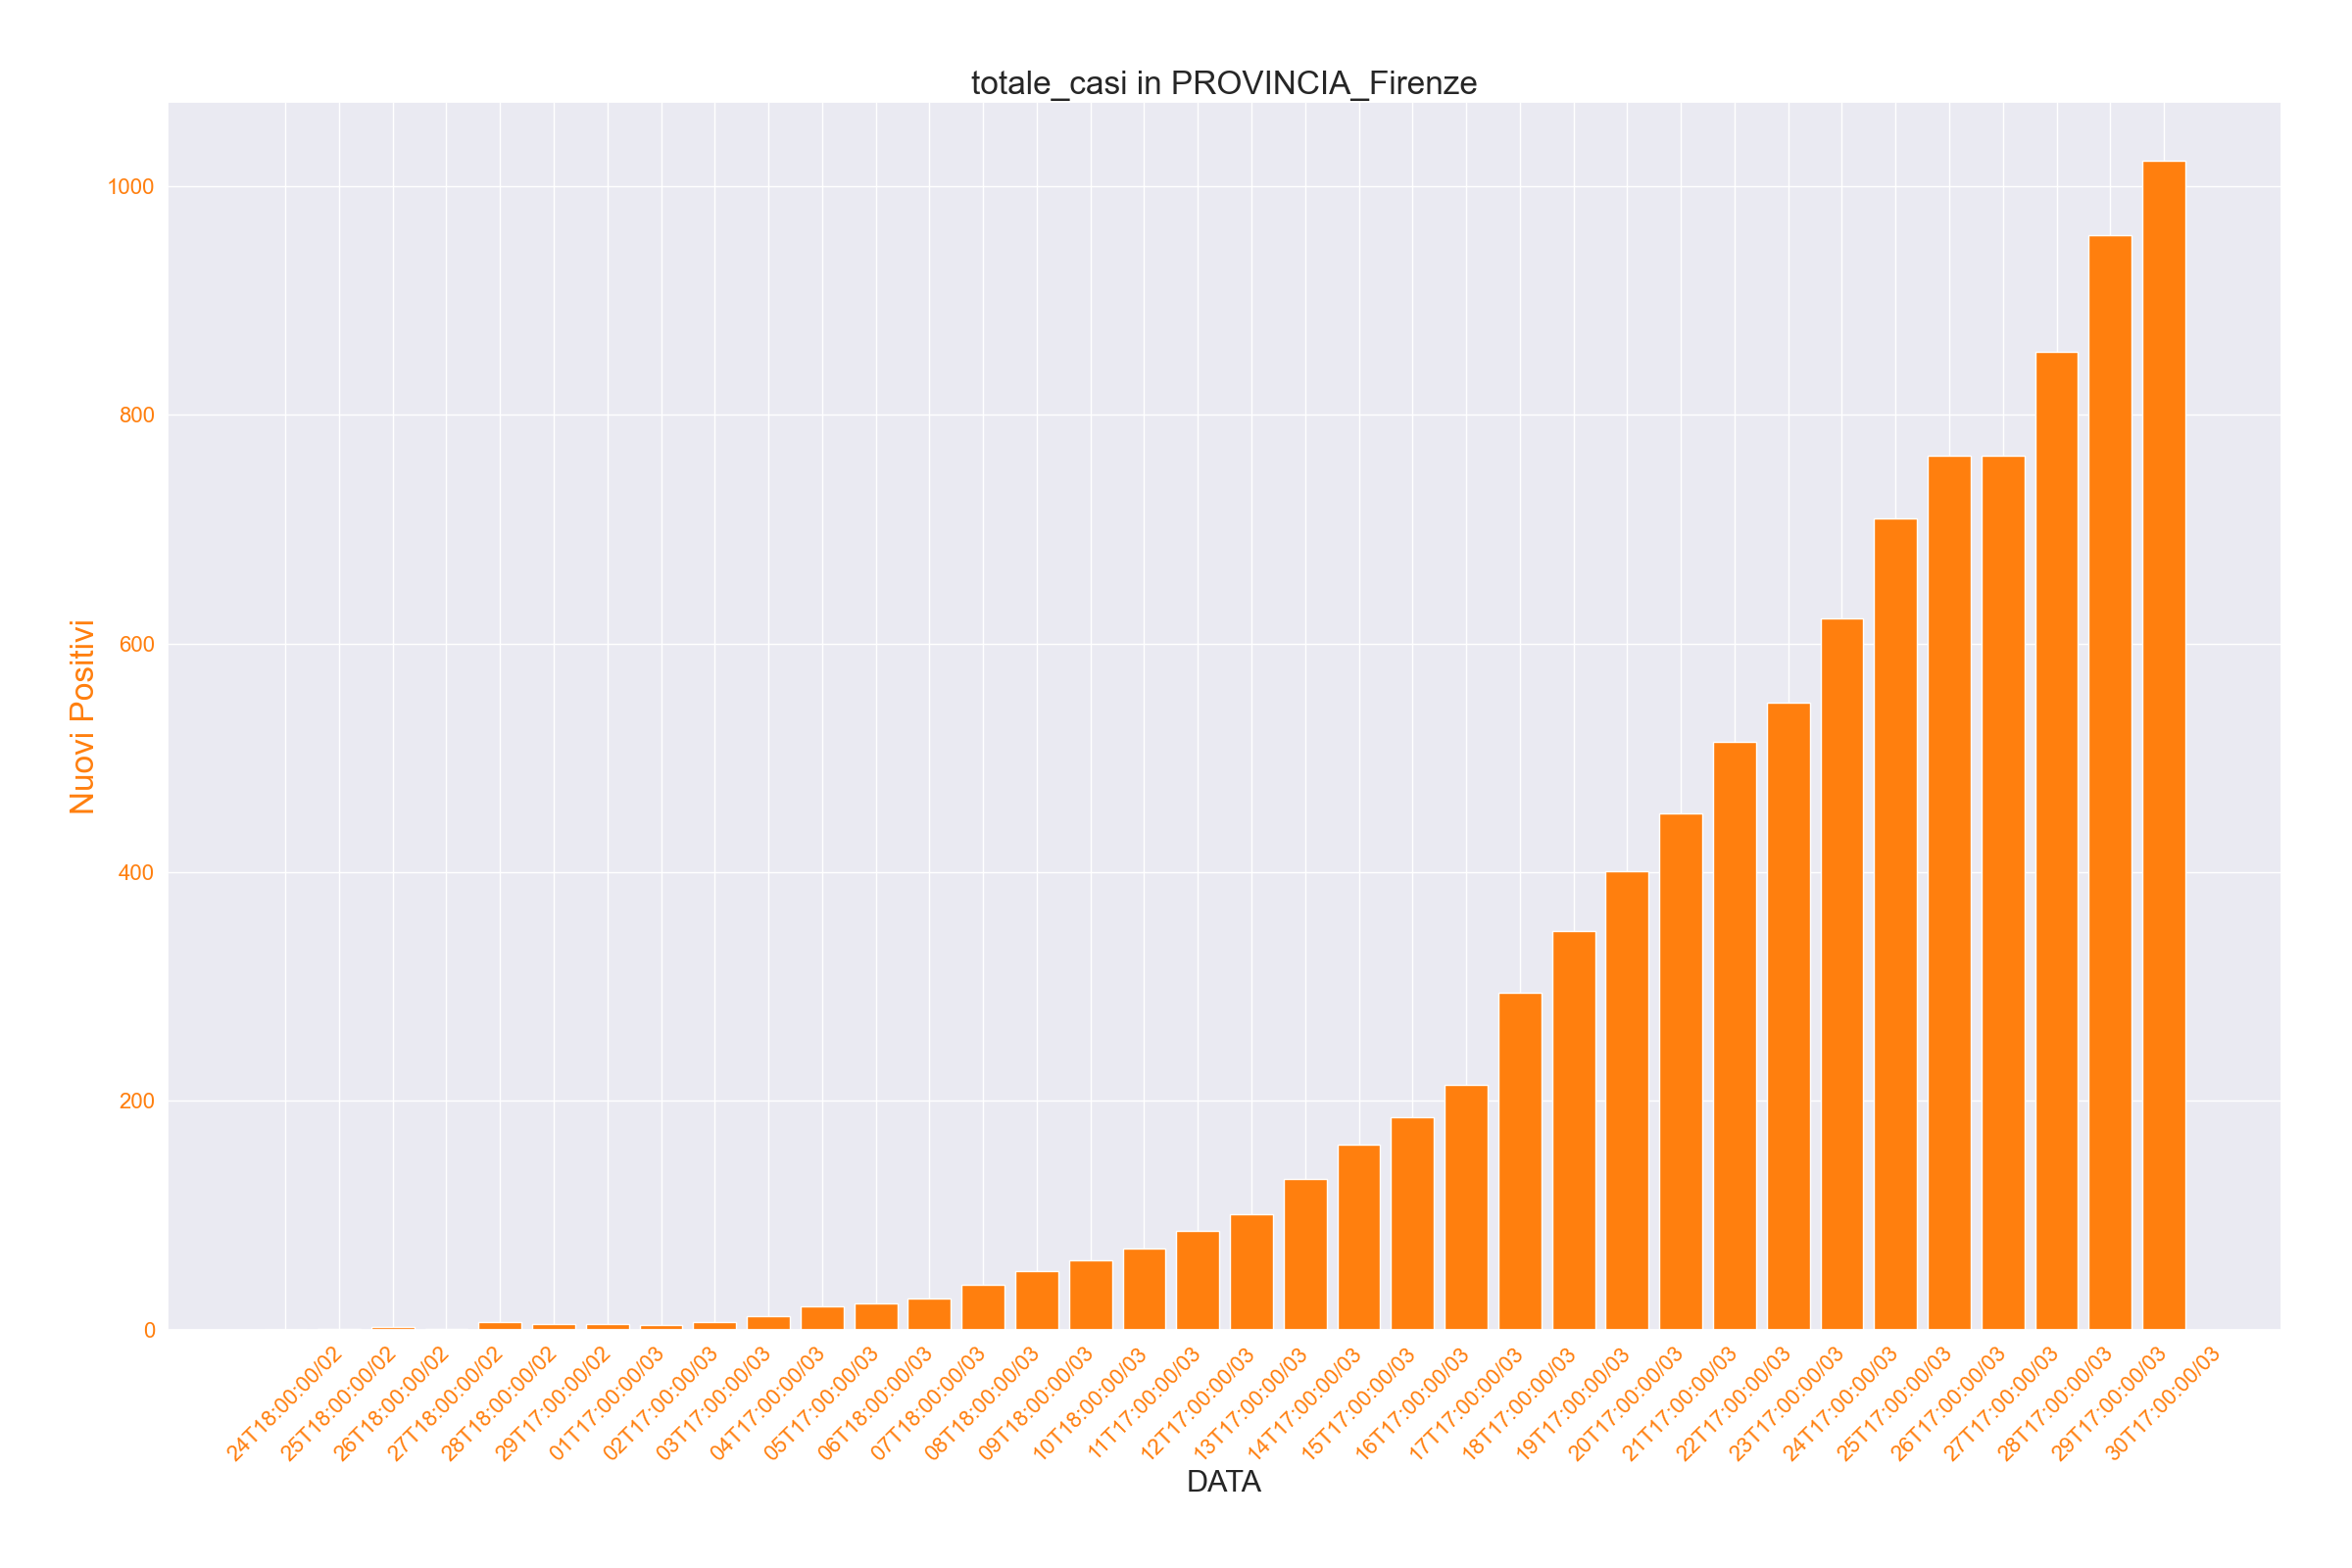 totale_casi in PROVINCIA_Firenze
1000
800
600
400
200
0
Nuovi Positivi
24T18:00:00/02
25T18:00:00/02
26T18:00:00/02
27T18:00:00/02
28T18:00:00/02
29T17:00:00/02
01T17:00:00/03
02T17:00:00/03
03T17:00:00/03
04T17:00:00/03
05T17:00:00/03
06T18:00:00/03
07T18:00:00/03
08T18:00:00/03
09T18:00:00/03
10T18:00:00/03
11T17:00:00/03
12T17:00:00/03
13T17:00:00/03
14T17:00:00/03
15T17:00:00/03
16T17:00:00/03
17T17:00:00/03
18T17:00:00/03
19T17:00:00/03
20T17:00:00/03
21T17:00:00/03
22T17:00:00/03
23T17:00:00/03
24T17:00:00/03
25T17:00:00/03
26T17:00:00/03
27T17:00:00/03
28T17:00:00/03
29T17:00:00/03
30T17:00:00/03
DATA